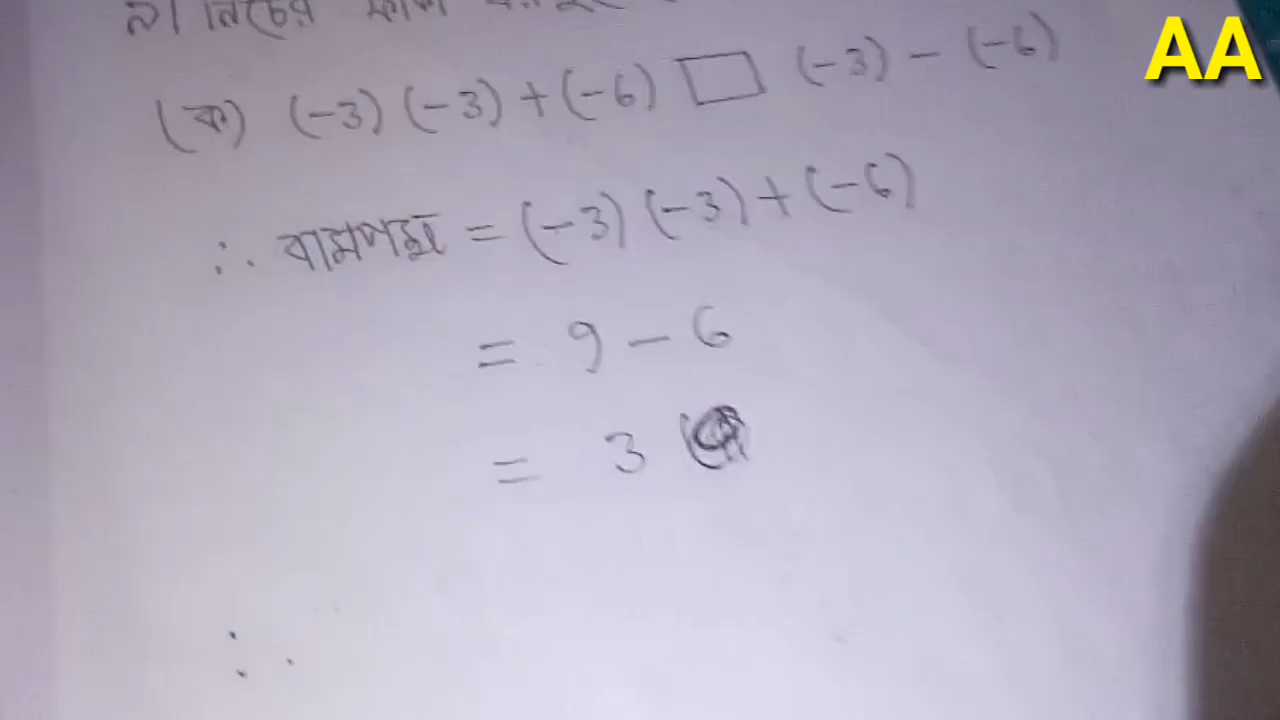 AA
নিচের
(ক) (-3) (-3) + (-6) □ (-3) - (-6)
∴ বামপক্ষ = (-3) (-3) + (-6)
= 9 - 6
= 3
∴